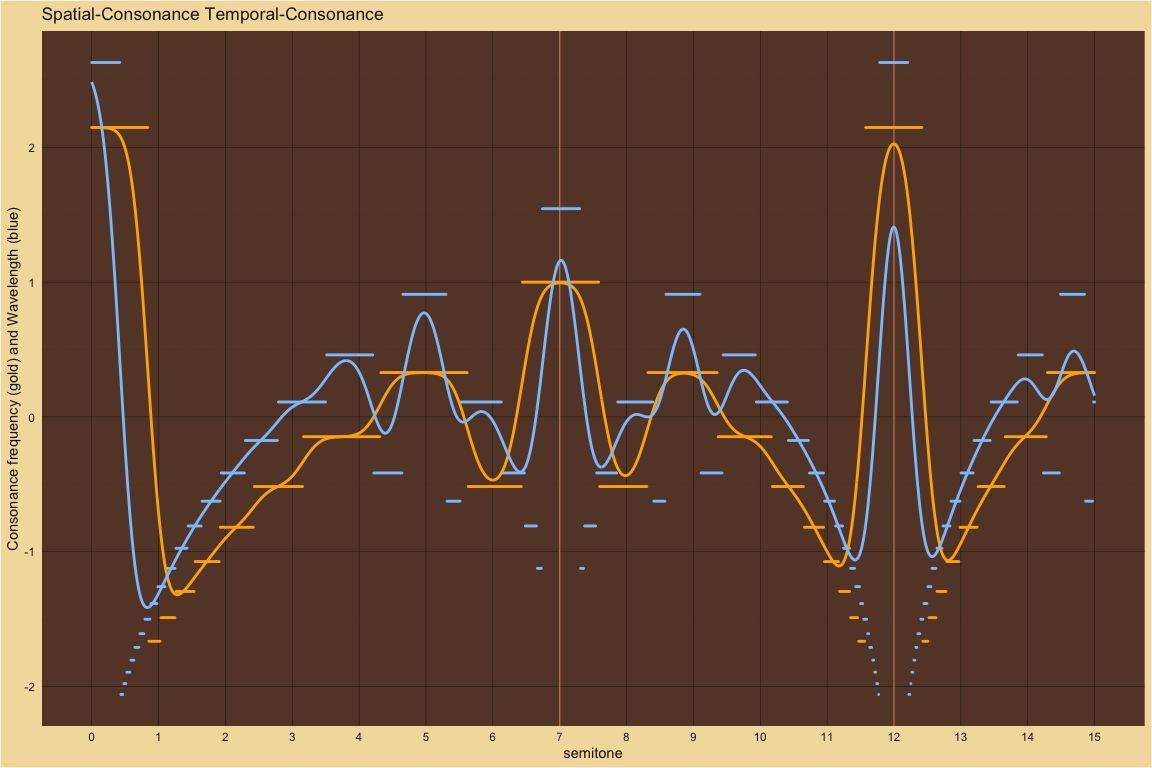 Spatial-Consonance Temporal-Consonance
Consonance frequency (gold) and Wavelength (blue)
2
1
0
-1
-2
0 1 2 3 4 5 6 7 8 9 10 11 12 13 14 15
semitone